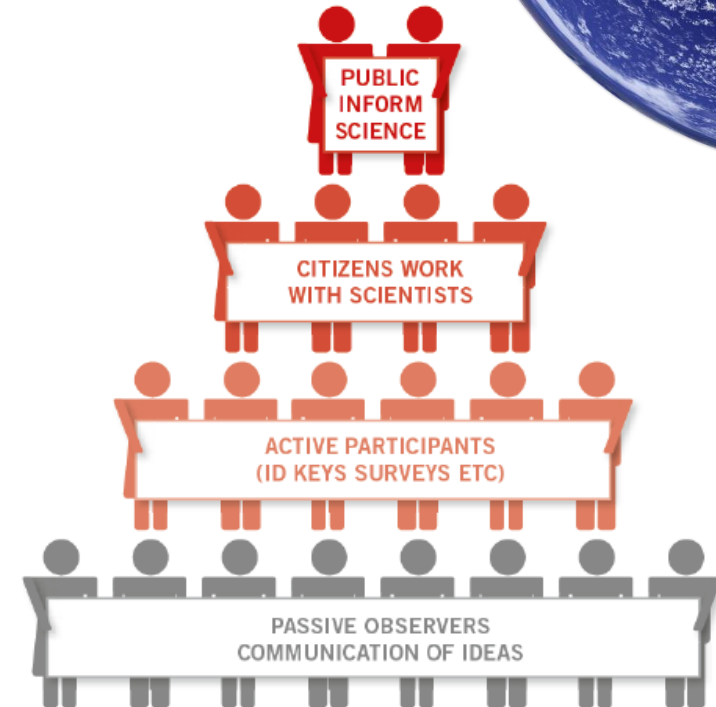 PUBLIC
INFORM
SCIENCE
CITIZENS WORK
WITH SCIENTISTS
ACTIVE PARTICIPANTS
(ID KEYS SURVEYS ETC)
PASSIVE OBSERVERS
COMMUNICATION OF IDEAS